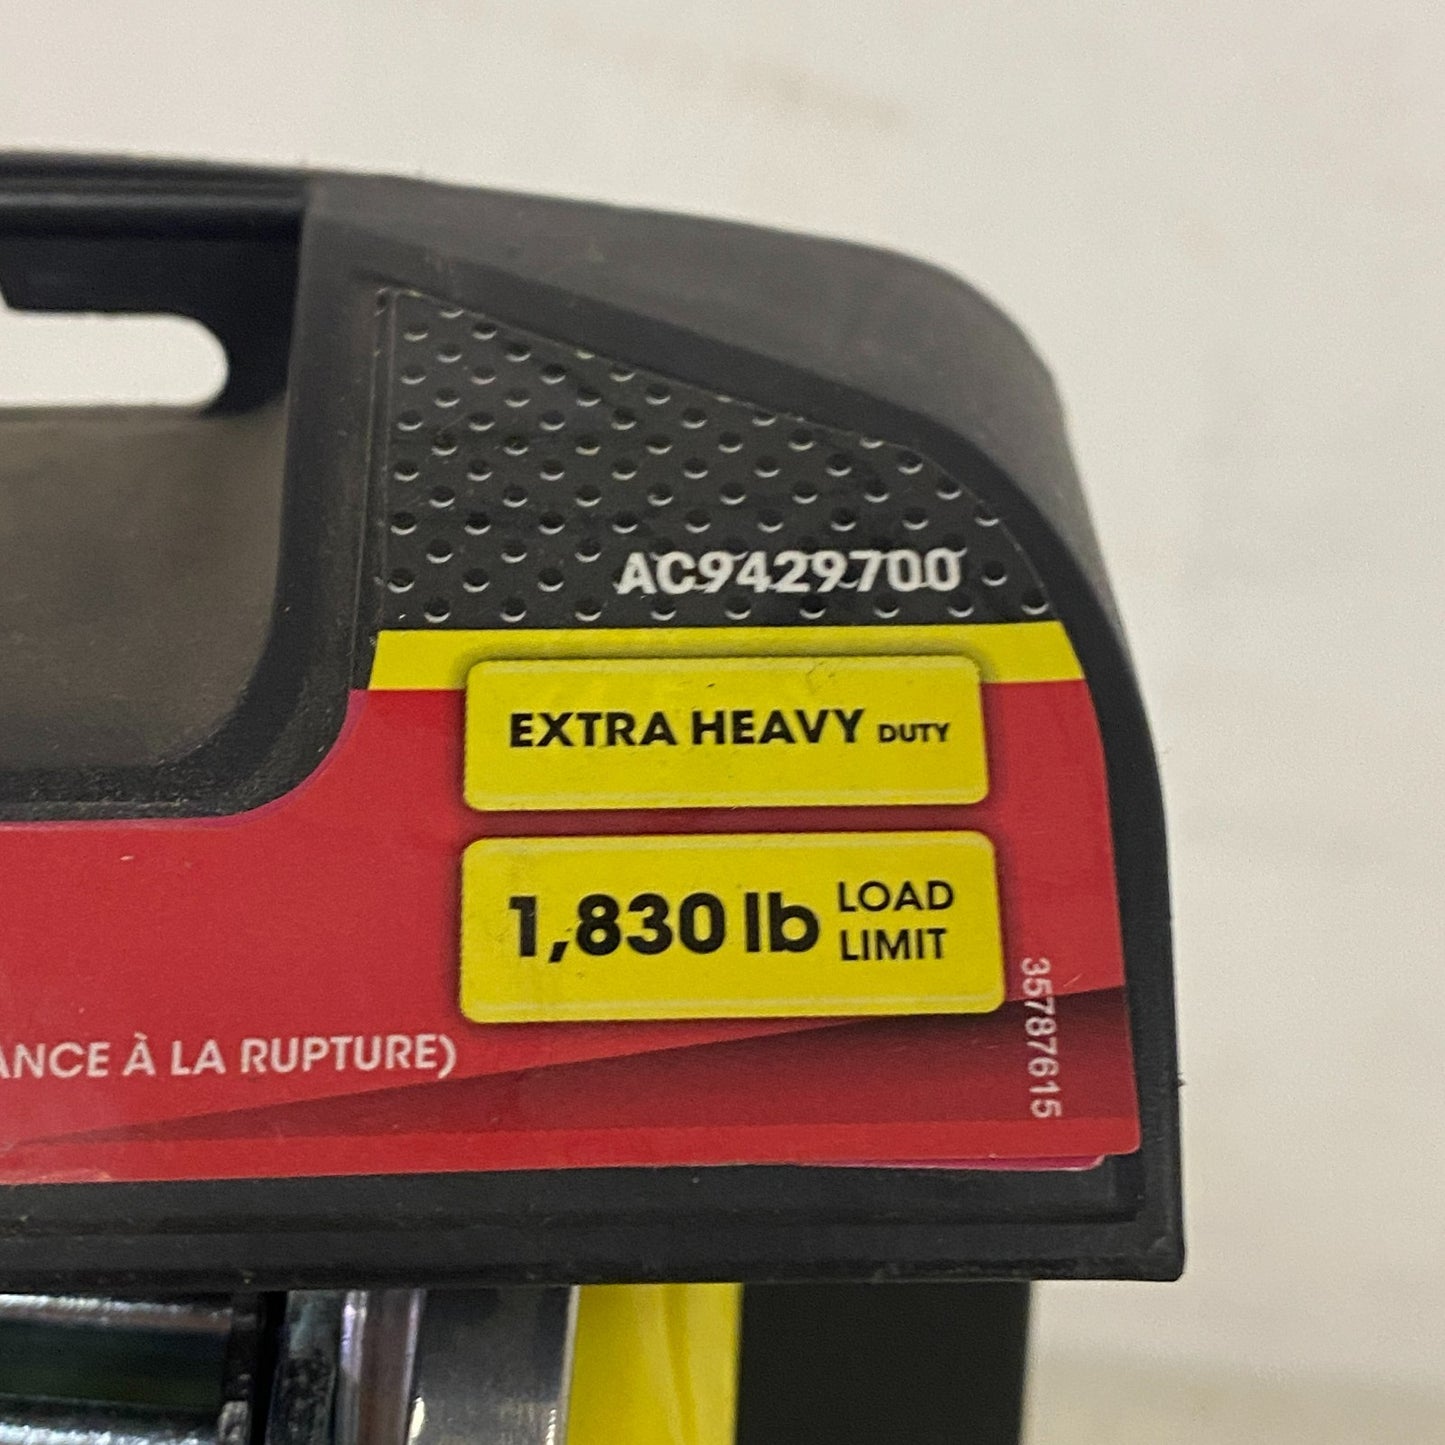 AC9429700
EXTRA HEAVY DUTY
1,830 lb LOAD
LIMIT
ANCE À LA RUPTURE)
35787615